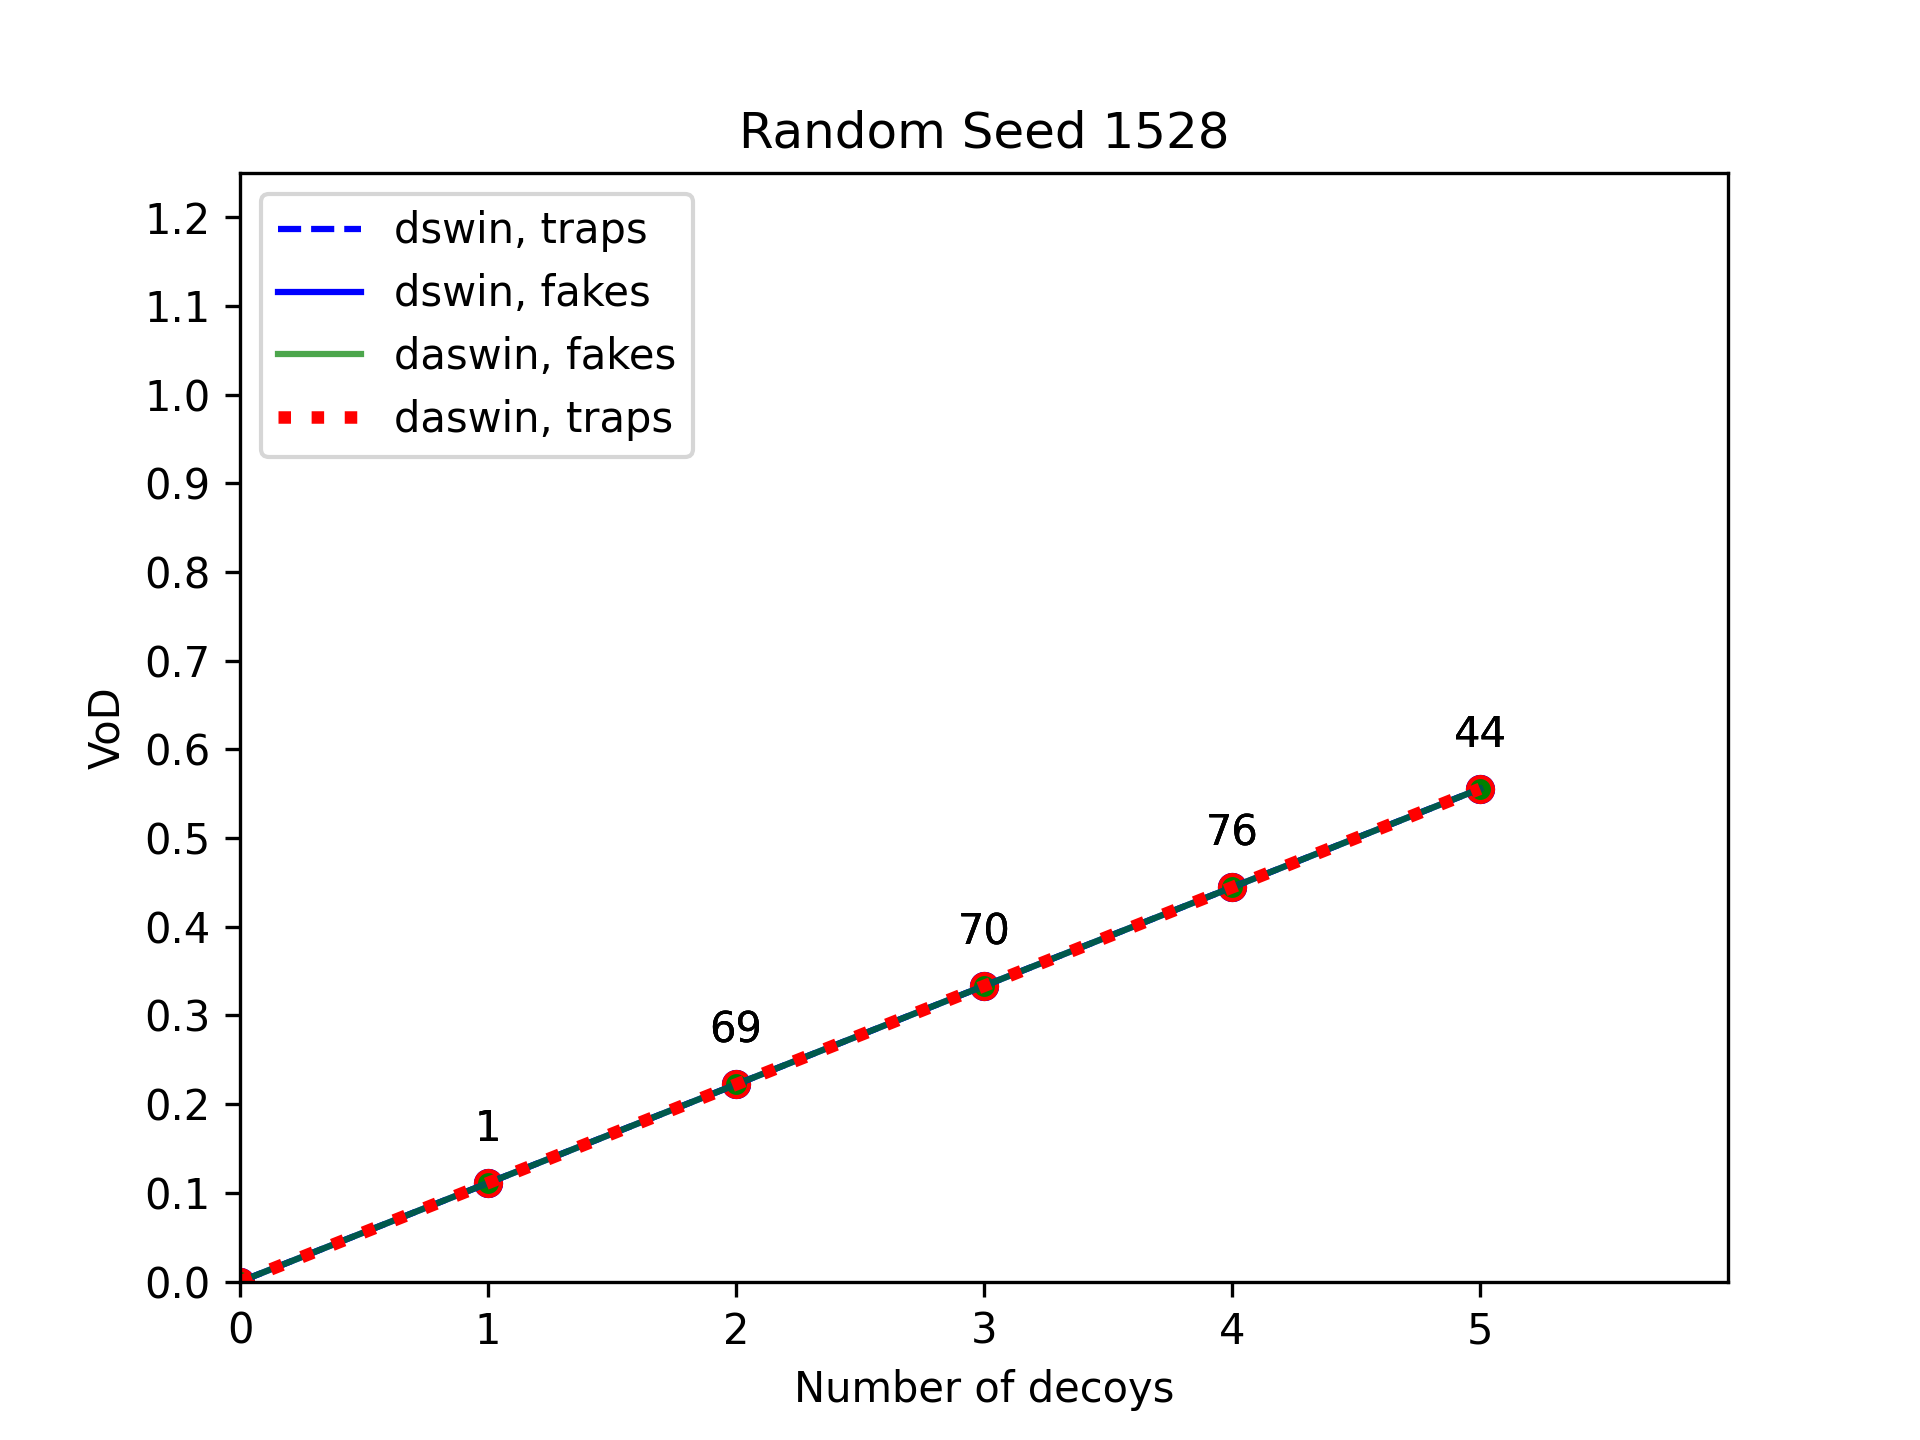 Random Seed 1528
dswin, traps
dswin, fakes
daswin, fakes
daswin, traps
1.2
1.1
1.0
0.9
0.8
0.7
0.6
0.5
0.4
0.3
0.2
0.1
0.0
VoD
44
76
70
69
1
0 1 2 3 4 5
Number of decoys